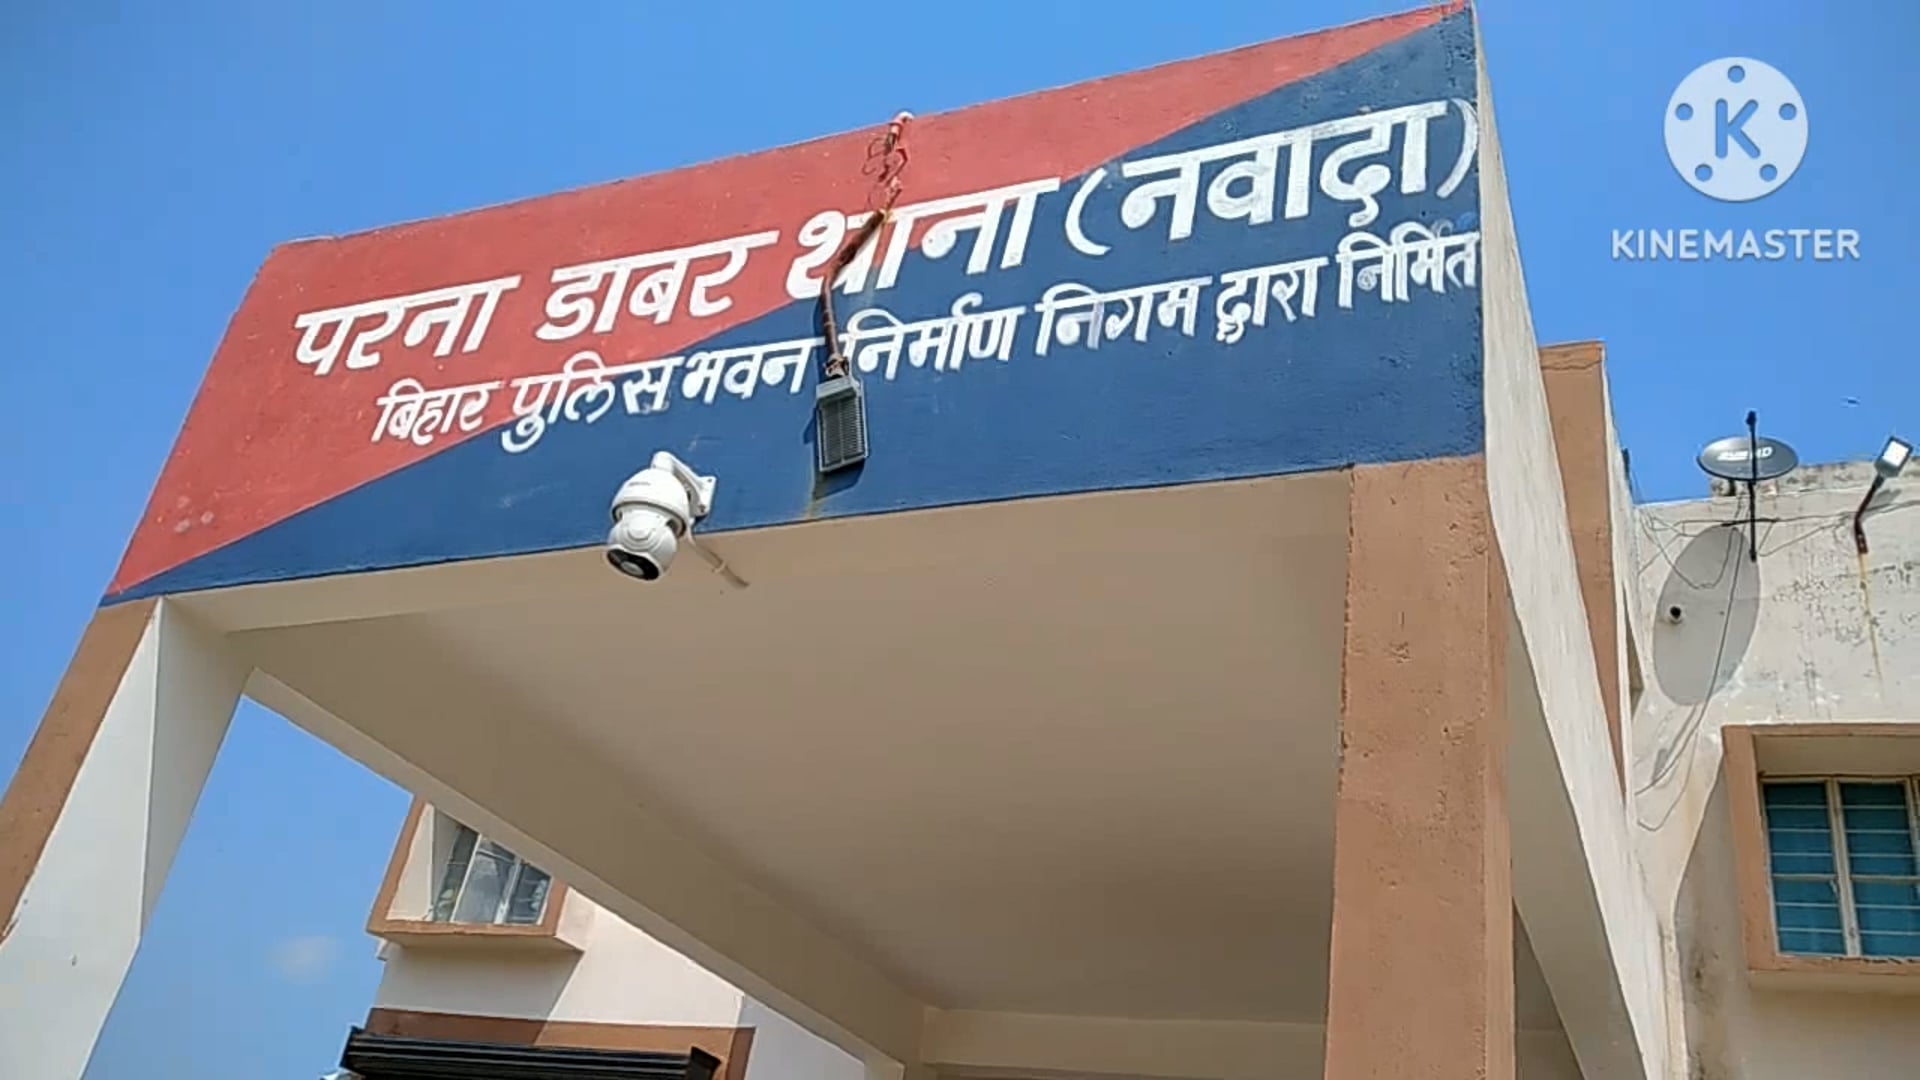 परना डाबर थाना (नवादा)
बिहार पुलिस भवन निर्माण निगम द्वारा निर्मित
K
KINEMASTER